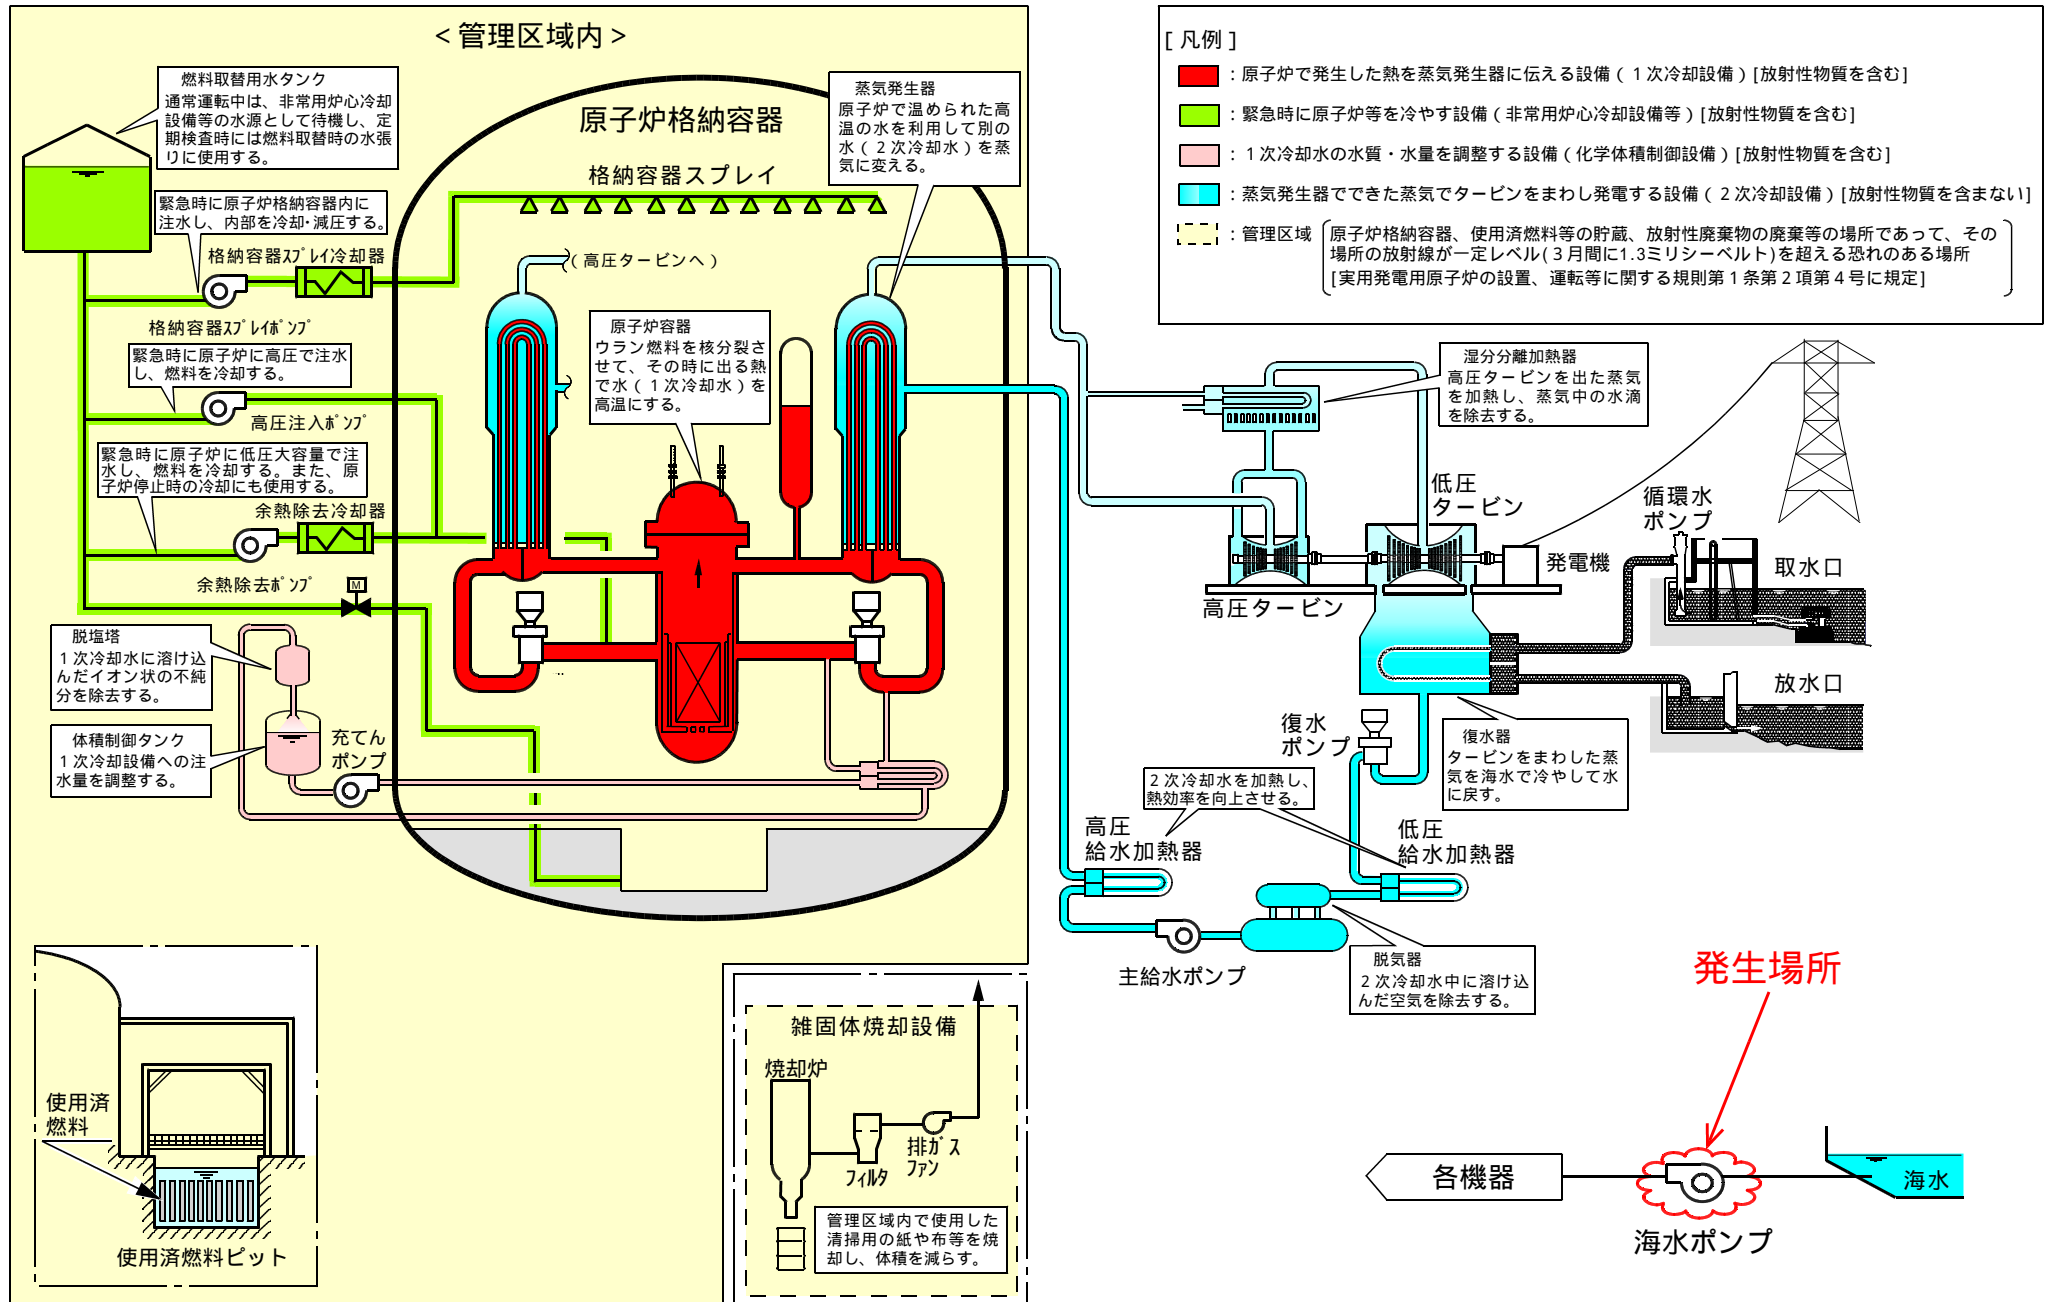 ＜管理区域内＞
燃料取替用水タンク
通常運転中は、非常用炉心冷却
設備等の水源として待機し、定
期検査時には燃料取替時の水張
りに使用する。
緊急時に原子炉格納容器内に
注水し、内部を冷却・減圧する。
格納容器ｽﾌﾟﾚｲ冷却器
格納容器ｽﾌﾟﾚｲﾎﾟﾝﾌﾟ
緊急時に原子炉に高圧で注水
し、燃料を冷却する。
高圧注入ﾎﾟﾝﾌﾟ
緊急時に原子炉に低圧大容量で注
水し、燃料を冷却する。また、原
子炉停止時の冷却にも使用する。
余熱除去冷却器
余熱除去ﾎﾟﾝﾌﾟ
M
脱塩塔
１次冷却水に溶け込
んだイオン状の不純
分を除去する。
体積制御タンク
１次冷却設備への注
水量を調整する。
充てん
ポンプ
原子炉格納容器
格納容器スプレイ
蒸気発生器
原子炉で温められた高
温の水を利用して別の
水（２次冷却水）を蒸
気に変える。
（高圧タービンへ）
原子炉容器
ウラン燃料を核分裂さ
せて、その時に出る熱
で水（１次冷却水）を
高温にする。
[凡例]
：原子炉で発生した熱を蒸気発生器に伝える設備（１次冷却設備）[放射性物質を含む]
：緊急時に原子炉等を冷やす設備（非常用炉心冷却設備等）[放射性物質を含む]
：１次冷却水の水質・水量を調整する設備（化学体積制御設備）[放射性物質を含む]
：蒸気発生器でできた蒸気でタービンをまわし発電する設備（２次冷却設備）[放射性物質を含まない]
：管理区域
原子炉格納容器、使用済燃料等の貯蔵、放射性廃棄物の廃棄等の場所であって、その
場所の放射線が一定レベル(３月間に1.3ミリシーベルト)を超える恐れのある場所
[実用発電用原子炉の設置、運転等に関する規則第１条第２項第４号に規定]
湿分分離加熱器
高圧タービンを出た蒸気
を加熱し、蒸気中の水滴
を除去する。
低圧
タービン
高圧タービン
発電機
循環水
ポンプ
取水口
放水口
復水
ポンプ
復水器
タービンをまわした蒸
気を海水で冷やして水
に戻す。
２次冷却水を加熱し、
熱効率を向上させる。
高圧
給水加熱器
低圧
給水加熱器
主給水ポンプ
脱気器
２次冷却水中に溶け込
んだ空気を除去する。
使用済
燃料
使用済燃料ピット
雑固体焼却設備
焼却炉
フィルタ
排ｶﾞｽ
ファン
管理区域内で使用した
清掃用の紙や布等を焼
却し、体積を減らす。
発生場所
各機器
海水
海水ポンプ